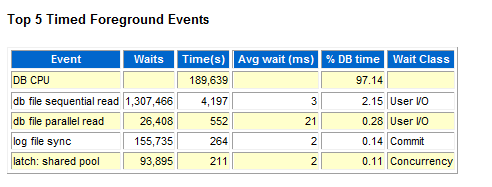 Top 5 Timed Foreground Events
Event Waits Time(s) Avg wait (ms) % DB time Wait Class
DB CPU 189,639 97.14
db file sequential read 1,307,466 4,197 3 2.15 User I/O
db file parallel read 26,408 552 21 0.28 User I/O
log file sync 155,735 264 2 0.14 Commit
latch: shared pool 93,895 211 2 0.11 Concurrency